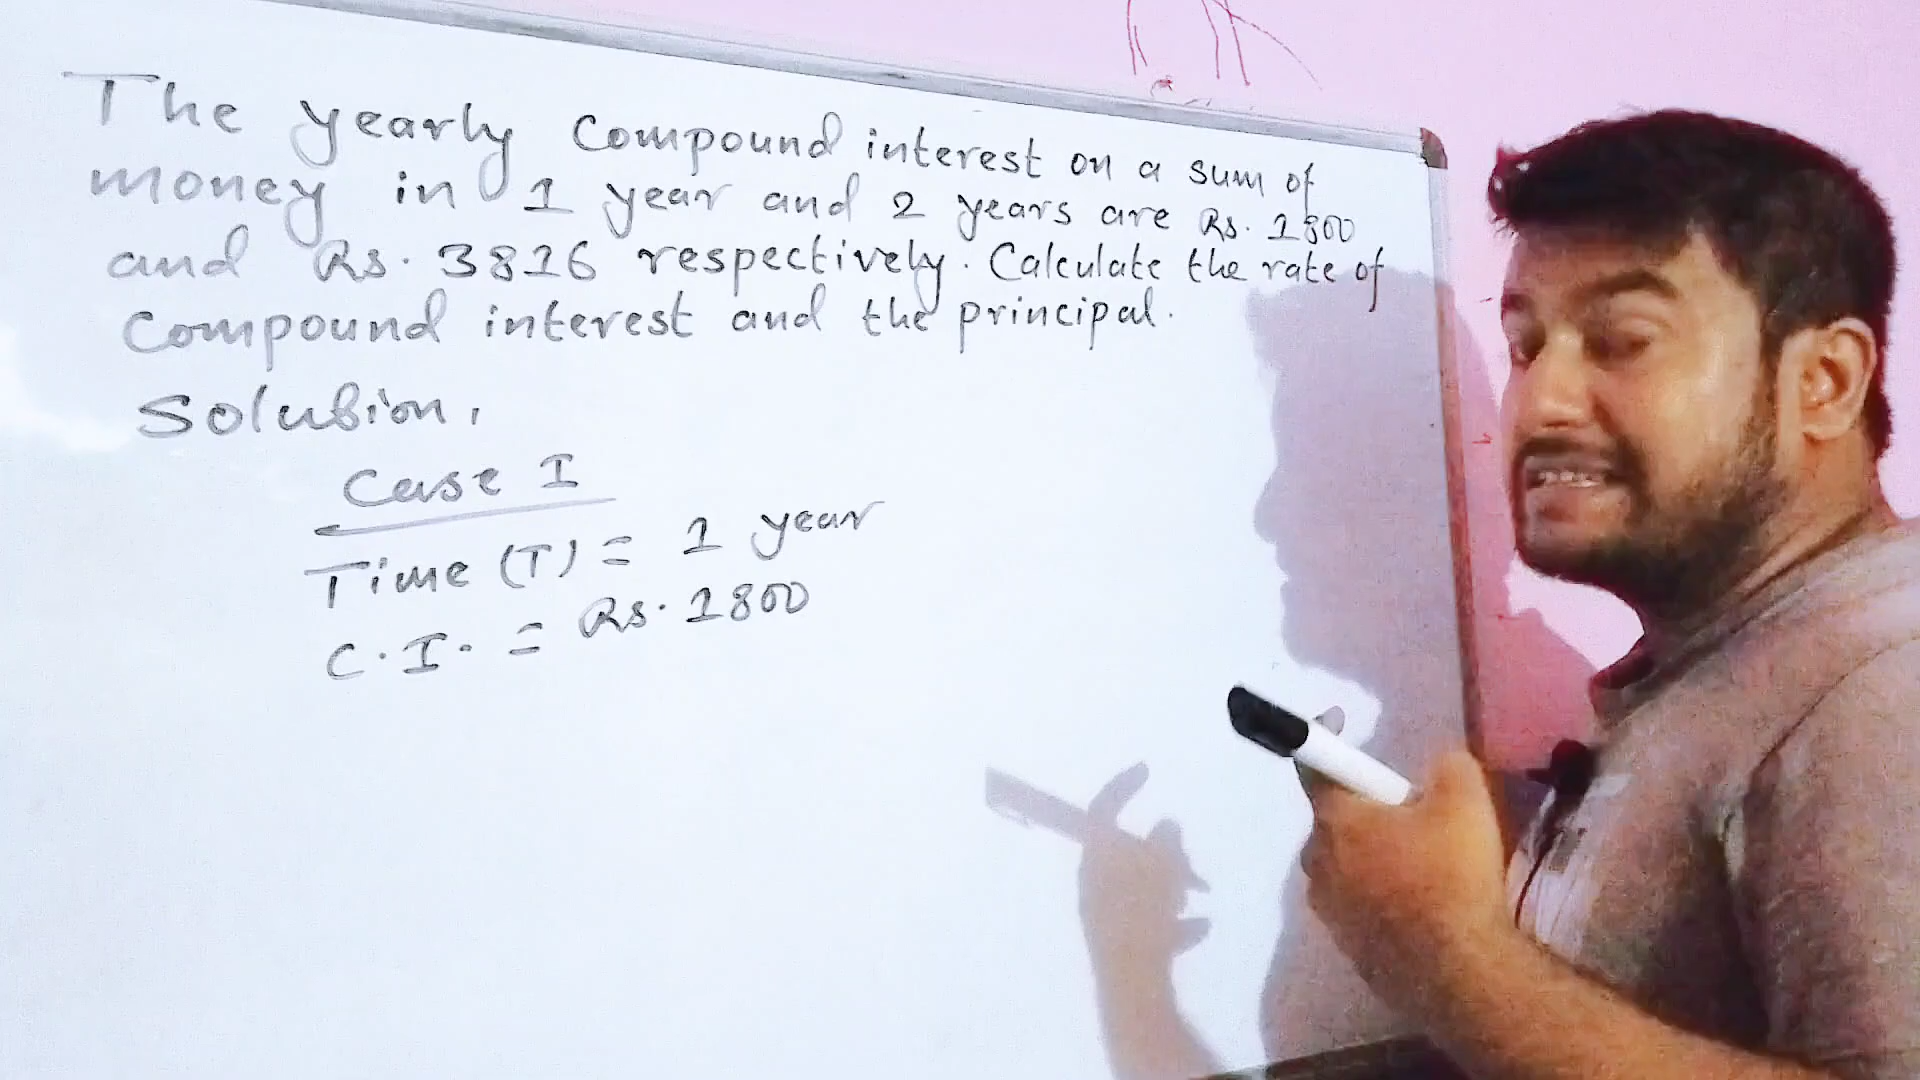 The yearly Compound interest on a sum of
money in 1 year and 2 years are Rs. 1800
and Rs. 3816 respectively. Calculate the rate of
Compound interest and the principal.
Solution,
Case I
Time (T) = 1 year
C.I. = Rs. 1800